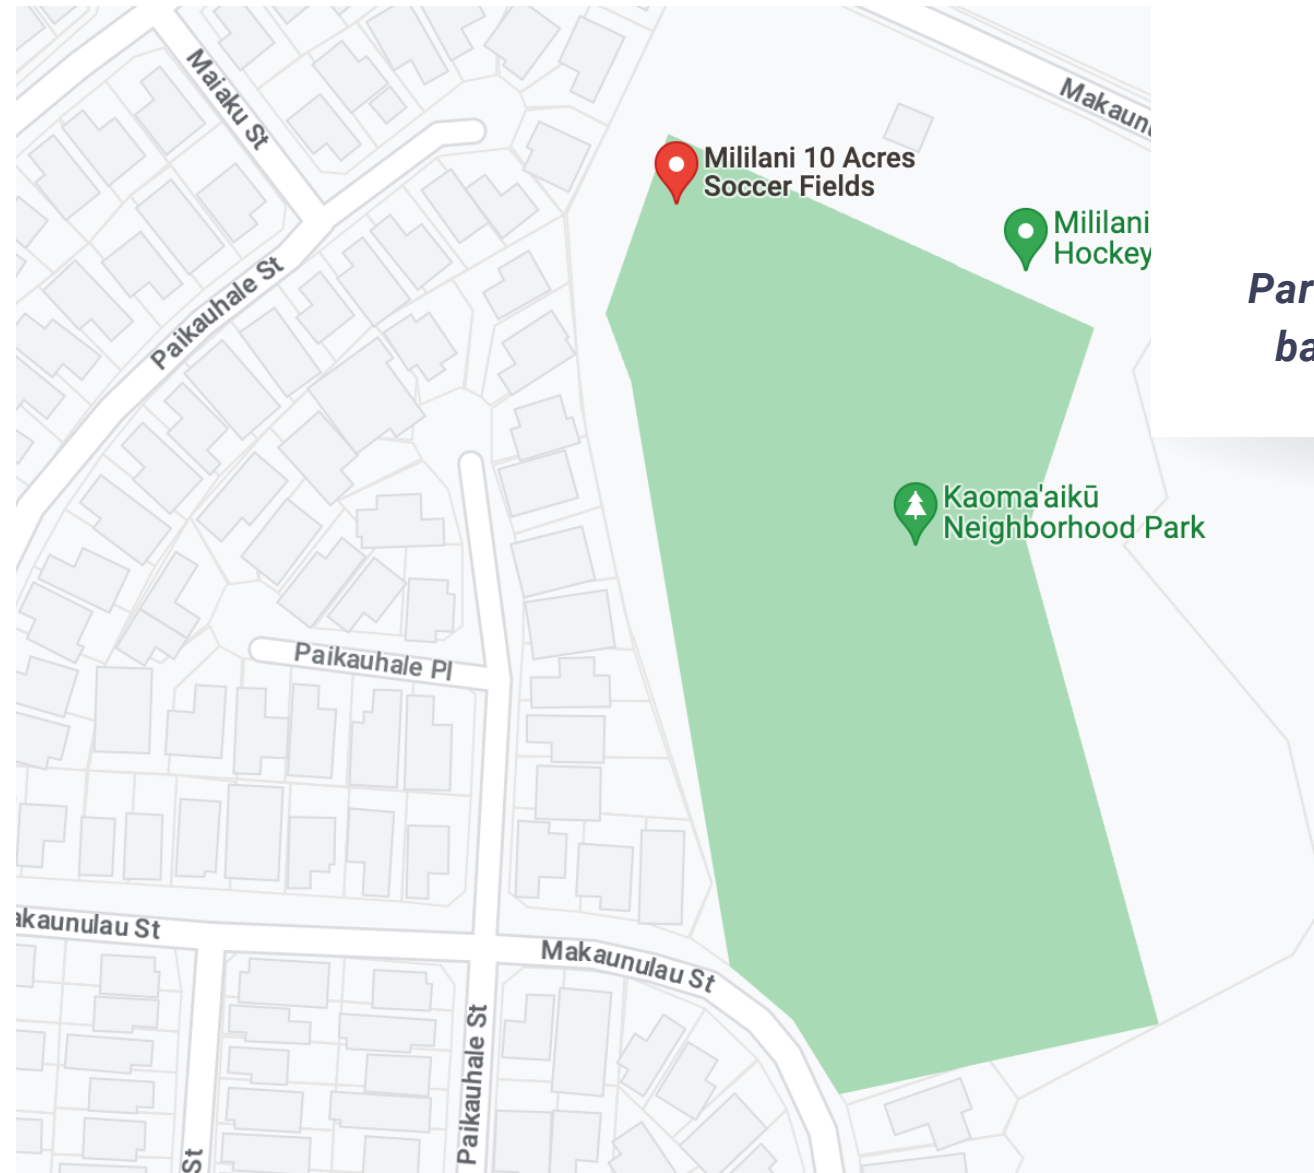 Maiaku St
Makaun
Mililani 10 Acres
Soccer Fields
Mililani
Hockey
Paikauhale St
Par
ba
Kaoma'aikū
Neighborhood Park
Paikauhale Pl
akaunulau St
Makaunulau St
Paikauhale St
St